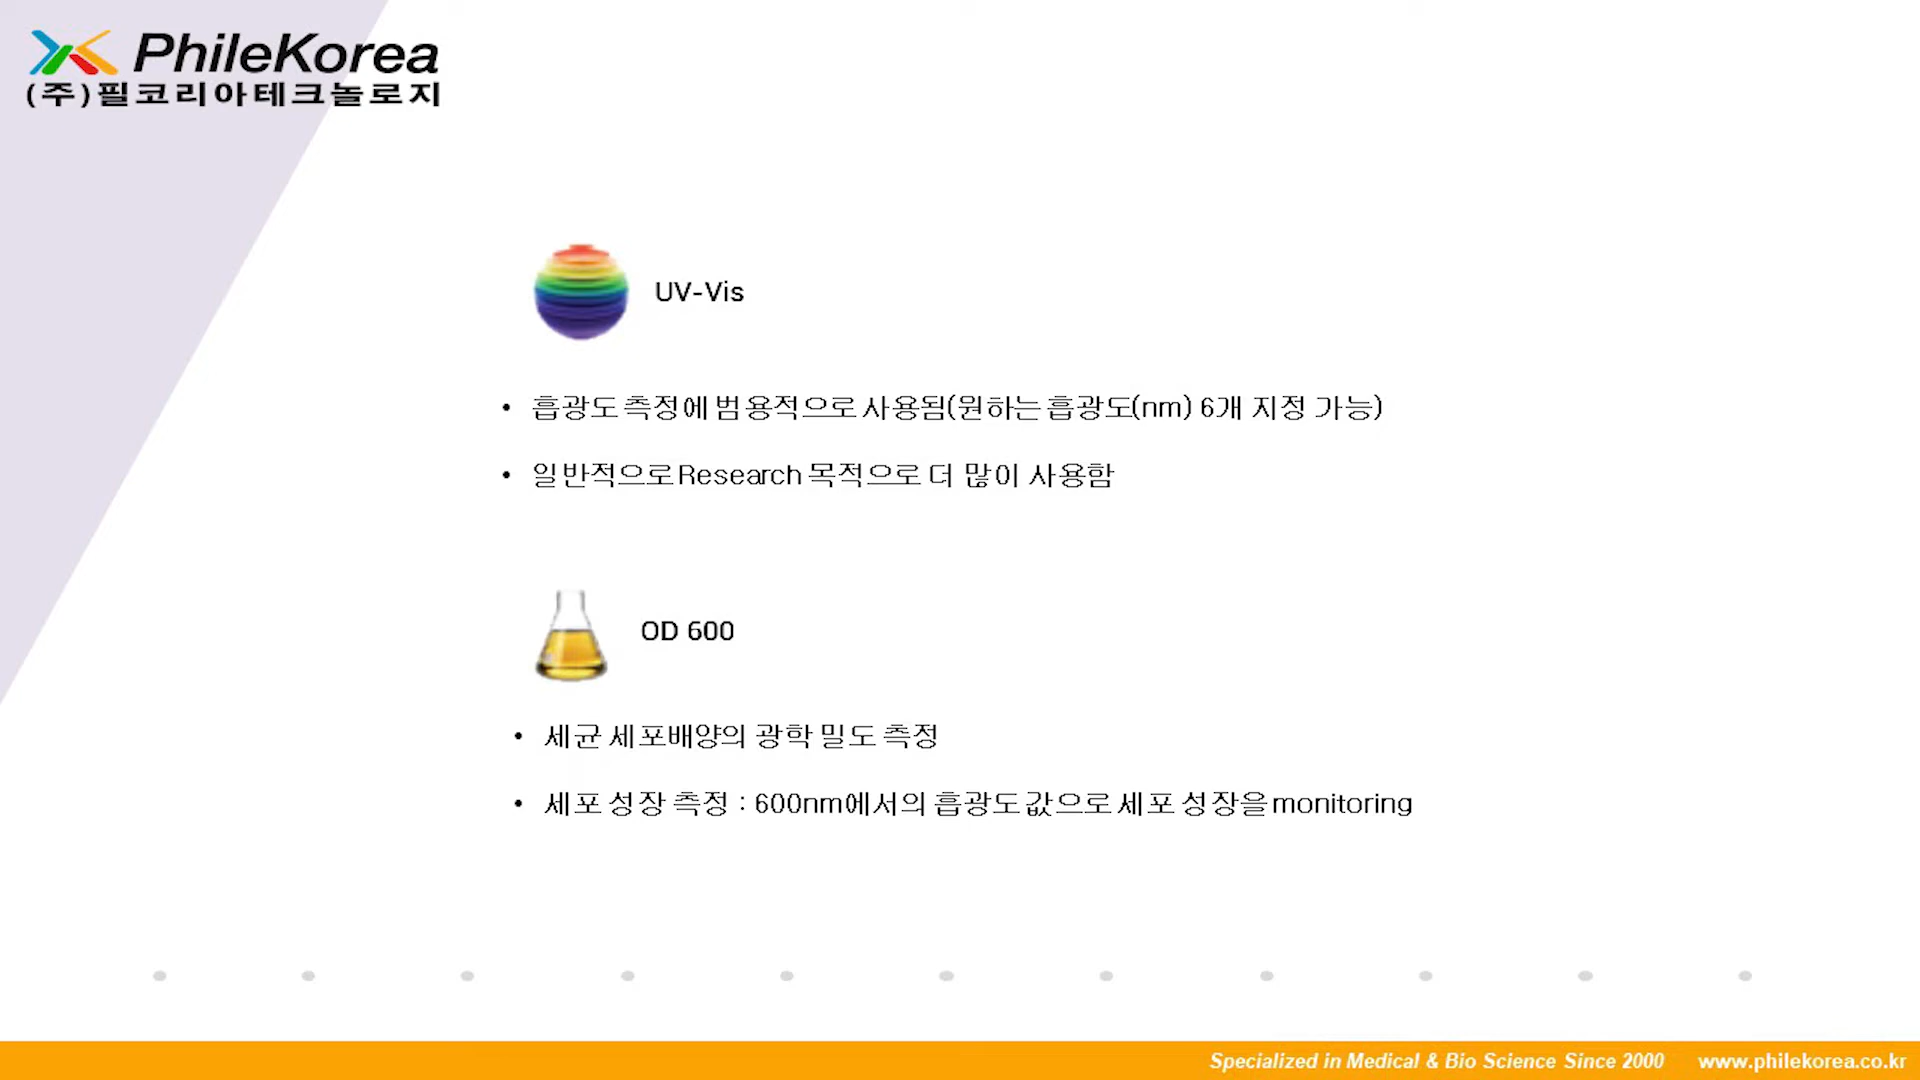 PhileKorea
(주)필코리아테크놀로지
UV-Vis
• 흡광도 측정에 범용적으로 사용됨(원하는 흡광도(nm) 6개 지정 가능)
• 일반적으로 Research 목적으로 더 많이 사용함
OD 600
• 세균 세포배양의 광학 밀도 측정
• 세포 성장 측정 : 600nm에서의 흡광도 값으로 세포 성장을 monitoring
Specialized in Medical & Bio Science Since 2000 www.philekorea.co.kr